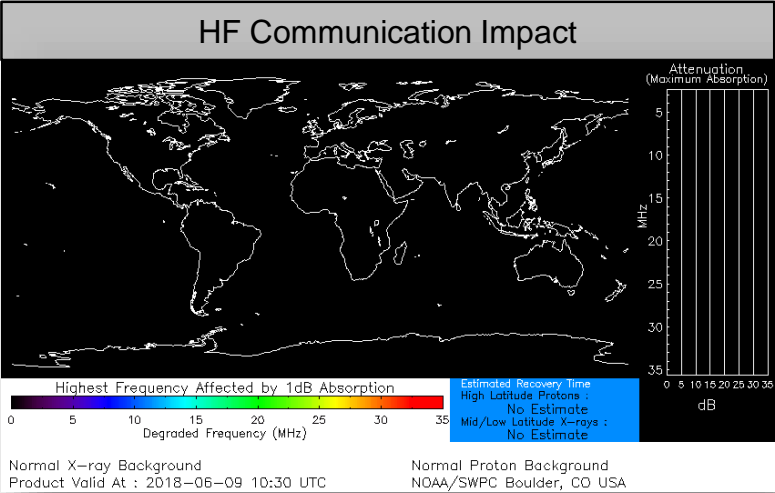 HF Communication Impact
Attenuation
(Maximum Absorption)
5
10
15
20
25
30
35
MHz
0 5 10 15 20 25 30 35
dB
Highest Frequency Affected by 1dB Absorption
0 5 10 15 20 25 30 35
Degraded Frequency (MHz)
Estimated Recovery Time
High Latitude Protons :
No Estimate
Mid/Low Latitude X-rays :
No Estimate
Normal X-ray Background
Normal Proton Background
Product Valid At : 2018-06-09 10:30 UTC
NOAA/SWPC Boulder, CO USA